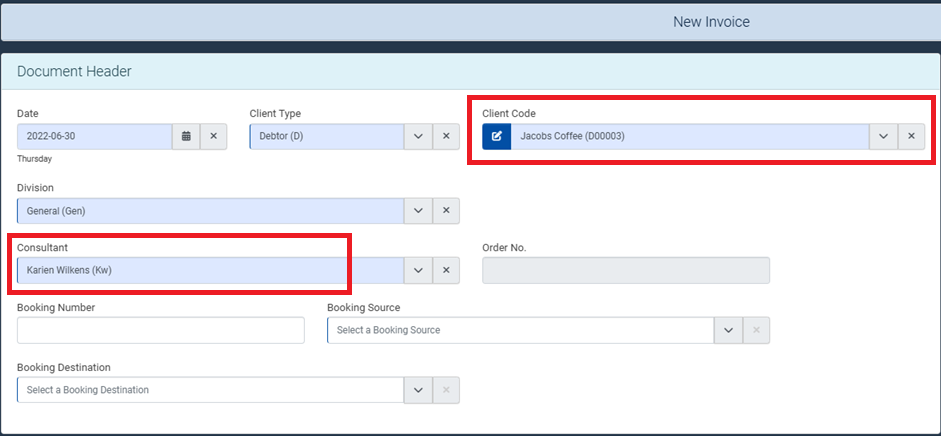 New Invoice
Document Header
Date
Client Type
Client Code
2022-06-30
Debtor (D)
Jacobs Coffee (D00003)
Thursday
Division
General (Gen)
Consultant
Order No.
Karien Wilkens (Kw)
Booking Number
Booking Source
Select a Booking Source
Booking Destination
Select a Booking Destination